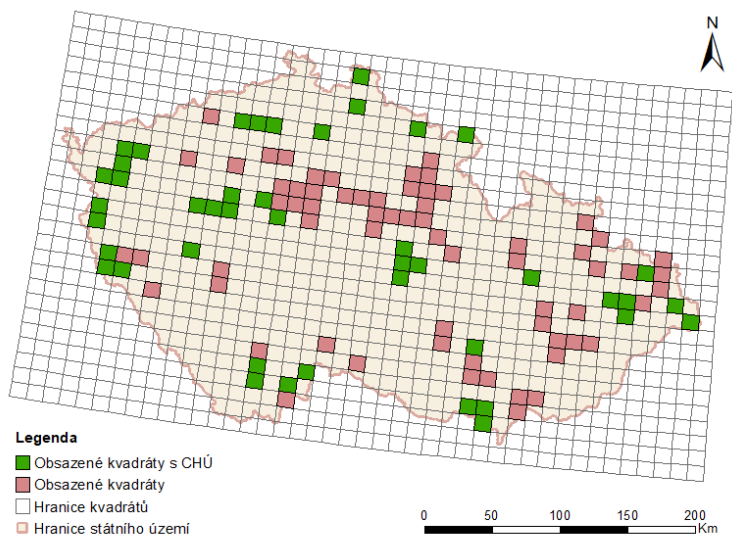 N
Legenda
Obsazené kvadráty s CHÚ
Obsazené kvadráty
Hranice kvadrátů
Hranice státního území
0 50 100 150 200
Km